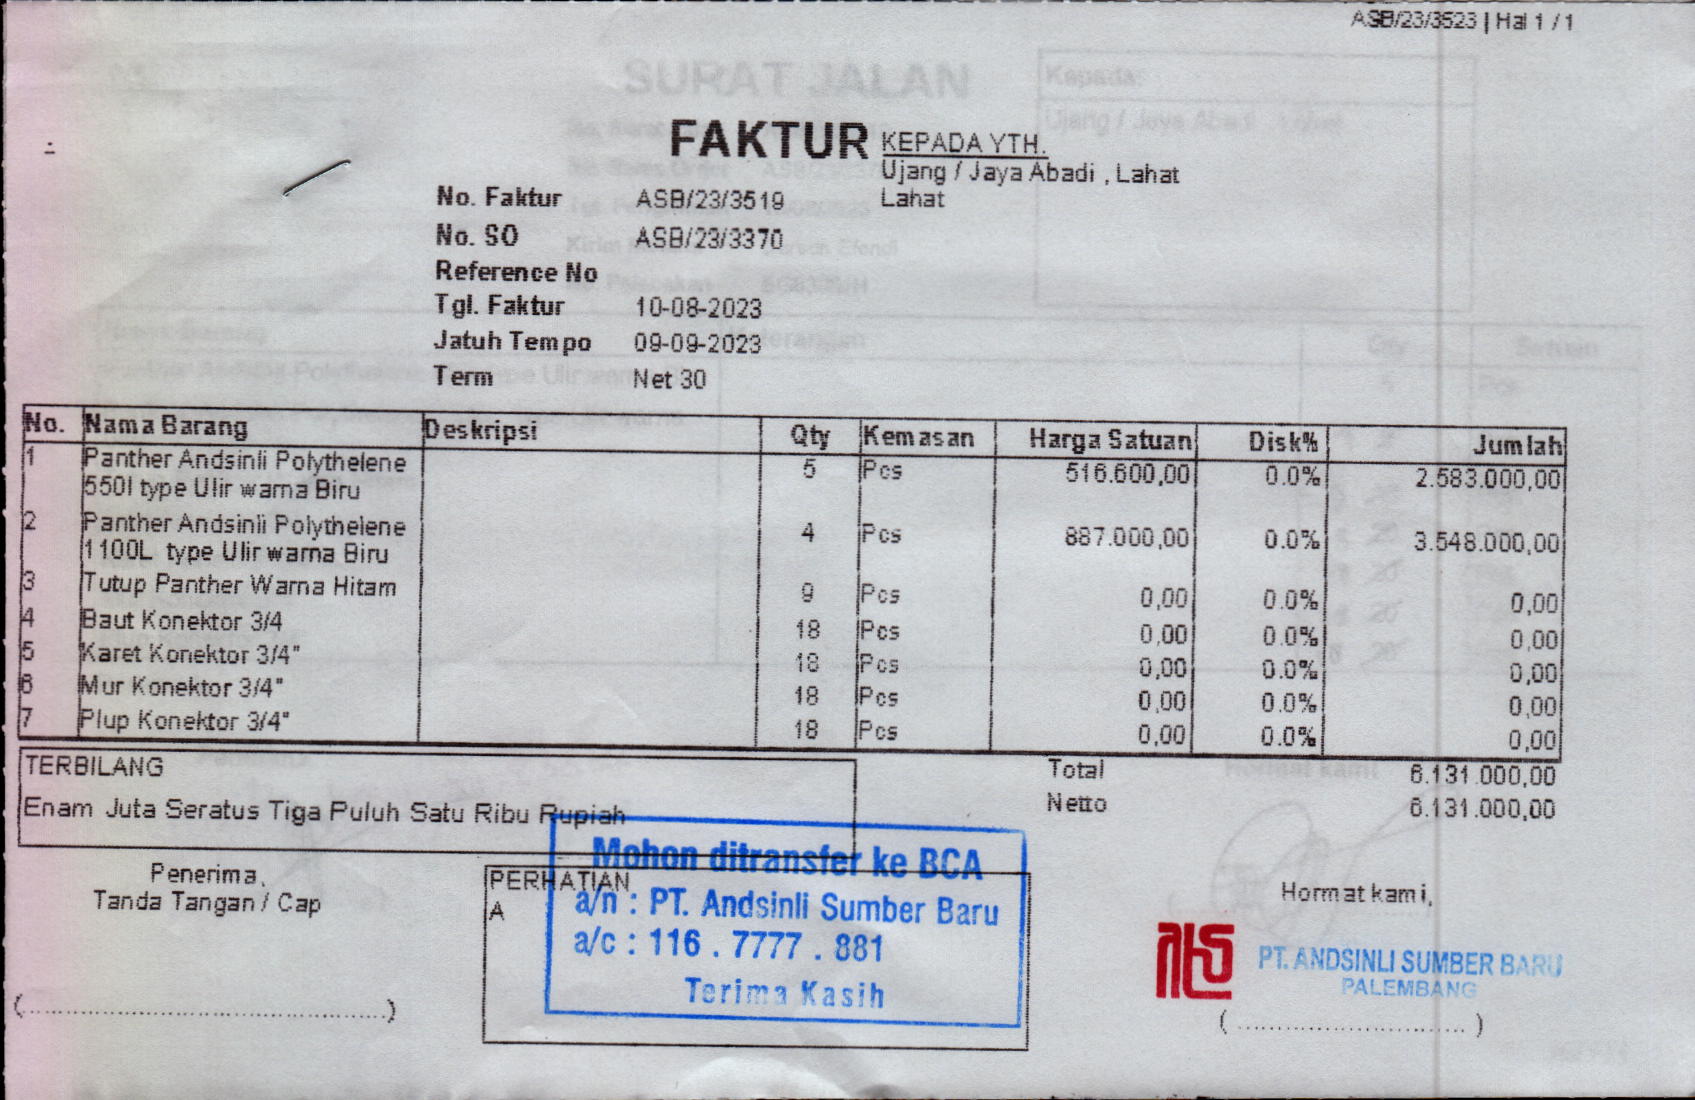 ASB/23/3523 | Hal 1 / 1
SURAT JALAN
Kepada:
Ujang / Jaya Abadi
FAKTUR
KEPADA YTH.
Ujang / Jaya Abadi , Lahat
Lahat
No. Faktur ASB/23/3519
No. SO ASB/23/3370
Reference No
Tgl. Faktur 10-08-2023
Jatuh Tempo 09-09-2023
Term Net 30
No. Nama Barang Deskripsi Qty Kemasan Harga Satuan Disk% Jumlah
1 Panther Andsinli Polythelene 5 Pcs 516.600,00 0.0% 2.583.000,00
550l type Ulir warna Biru
2 Panther Andsinli Polythelene 4 Pcs 887.000,00 0.0% 3.548.000,00
1100L type Ulir warna Biru
3 Tutup Panther Warna Hitam 9 Pcs 0,00 0.0% 0,00
4 Baut Konektor 3/4 18 Pcs 0,00 0.0% 0,00
5 Karet Konektor 3/4" 18 Pcs 0,00 0.0% 0,00
6 Mur Konektor 3/4" 18 Pcs 0,00 0.0% 0,00
7 Plup Konektor 3/4" 18 Pcs 0,00 0.0% 0,00
TERBILANG
Enam Juta Seratus Tiga Puluh Satu Ribu Rupiah
Total 6.131.000,00
Netto 6.131.000,00
Penerima,
Tanda Tangan / Cap
(..............................................)
PERHATIAN
A
Mohon ditransfer ke BCA
a/n : PT. Andsinli Sumber Baru
a/c : 116 . 7777 . 881
Terima Kasih
Hormat kami,
PT. ANDSINLI SUMBER BARU
PALEMBANG
( ............................. )